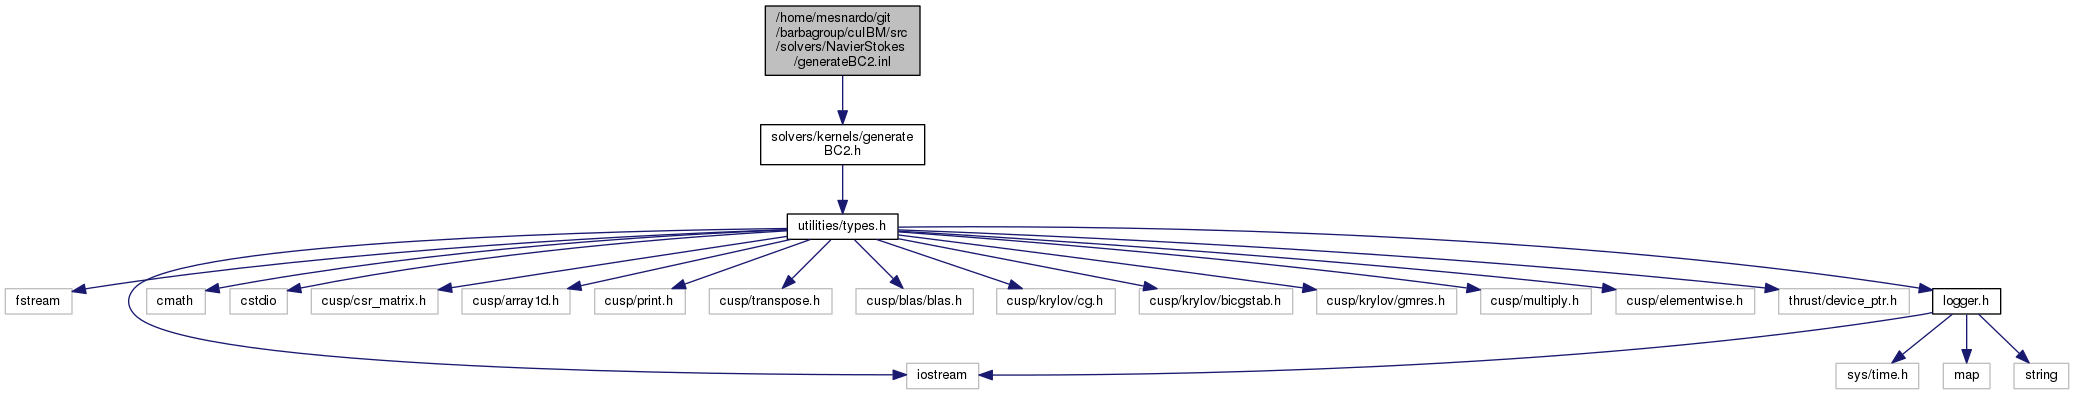 /home/mesnardo/git
/barbagroup/cuIBM/src
/solvers/NavierStokes
/generateBC2.inl
solvers/kernels/generate
BC2.h
utilities/types.h
fstream
cmath
cstdio
cusp/csr_matrix.h
cusp/array1d.h
cusp/print.h
cusp/transpose.h
cusp/blas/blas.h
cusp/krylov/cg.h
cusp/krylov/bicgstab.h
cusp/krylov/gmres.h
cusp/multiply.h
cusp/elementwise.h
thrust/device_ptr.h
logger.h
iostream
sys/time.h
map
string